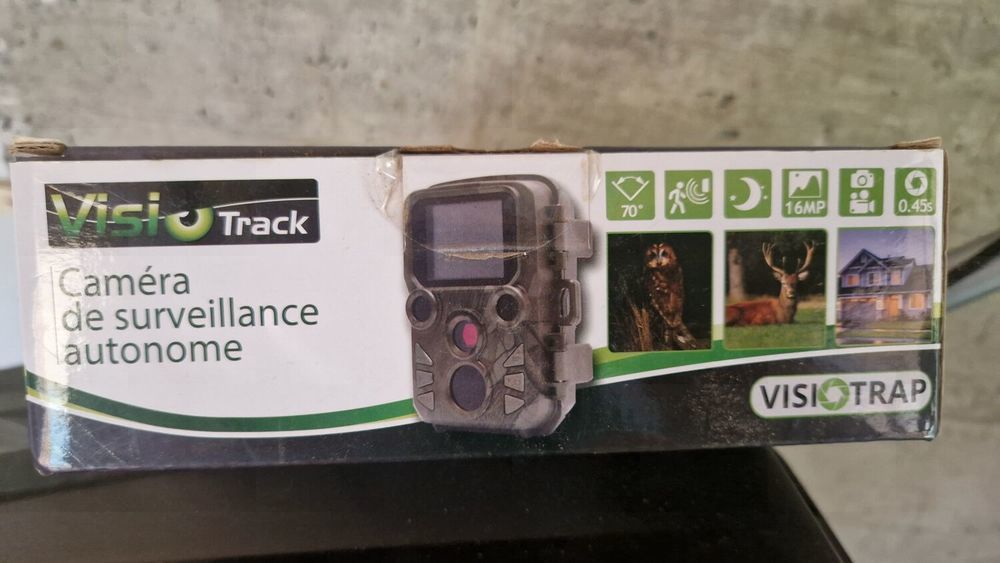 Visio Track
Caméra
de surveillance
autonome
70°
16MP
0.45s
VISIOTRAP